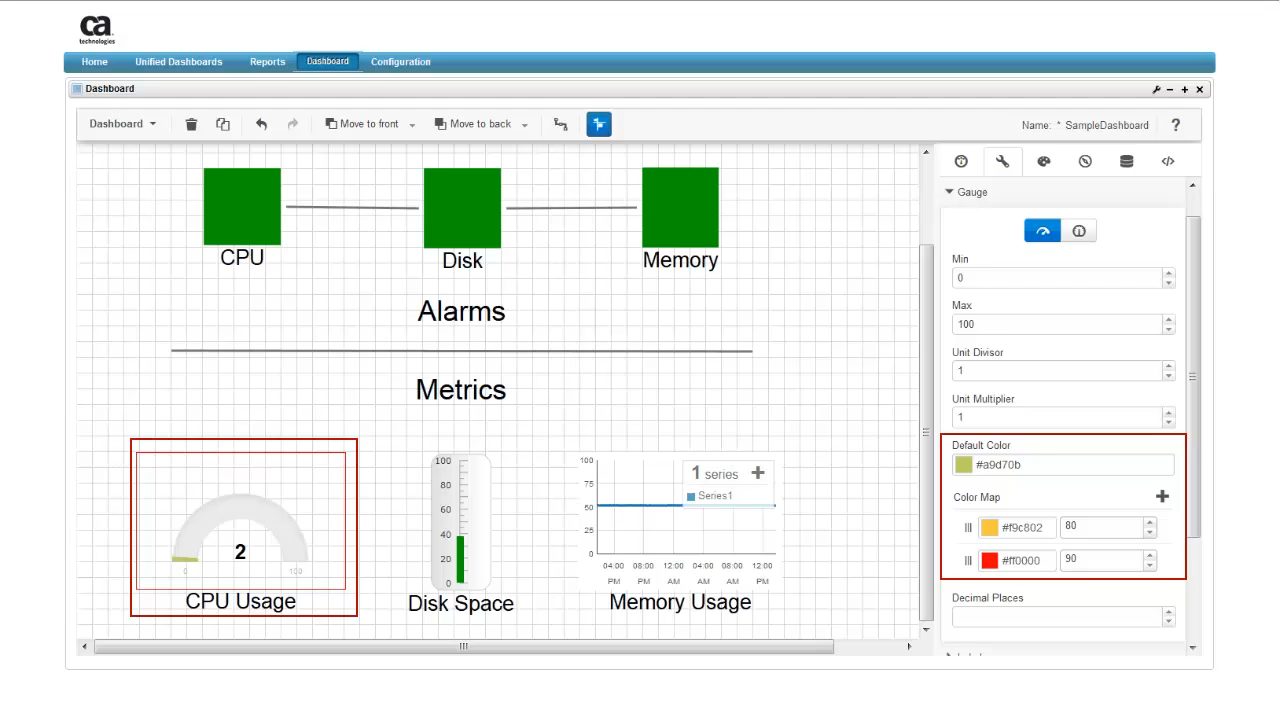 ca
technologies
Home Unified Dashboards Reports Dashboard Configuration
Dashboard
Dashboard Move to front Move to back Name: * SampleDashboard ?
CPU
Disk
Memory
Alarms
Metrics
2
0 100
CPU Usage
100
80
60
40
20
0
Disk Space
100
75
50
25
0
1 series +
Series1
04:00 08:00 12:00 04:00 08:00 12:00
PM PM AM AM AM PM
Memory Usage
Gauge
Min
0
Max
100
Unit Divisor
1
Unit Multiplier
1
Default Color
#a9d70b
Color Map +
#f9c802 80
#ff0000 90
Decimal Places